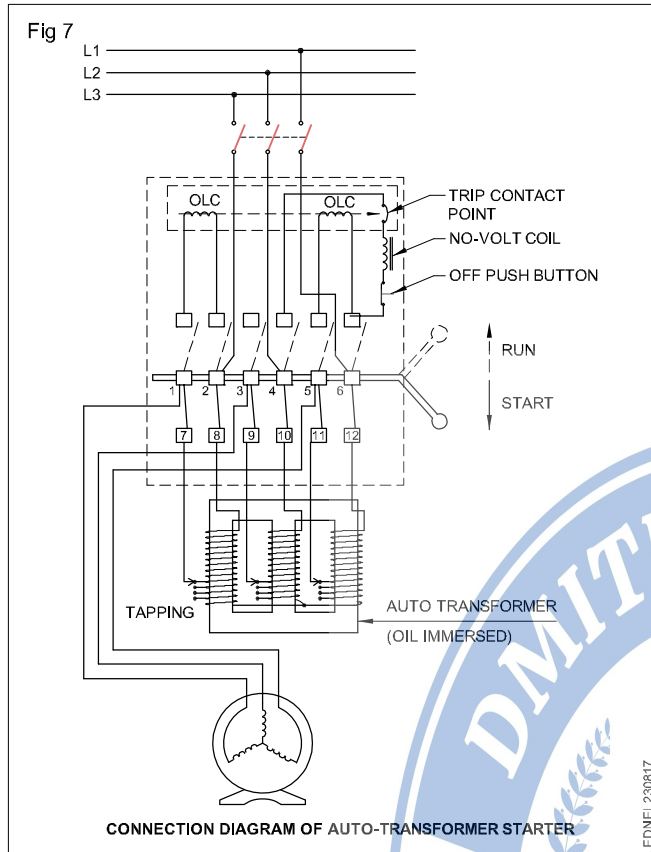 Fig 7
L1
L2
L3
OLC OLC
TRIP CONTACT
POINT
NO-VOLT COIL
OFF PUSH BUTTON
RUN
START
1 2 3 4 5 6
7 8 9 10 11 12
TAPPING
AUTO TRANSFORMER
(OIL IMMERSED)
DMITE
CONNECTION DIAGRAM OF AUTO-TRANSFORMER STARTER